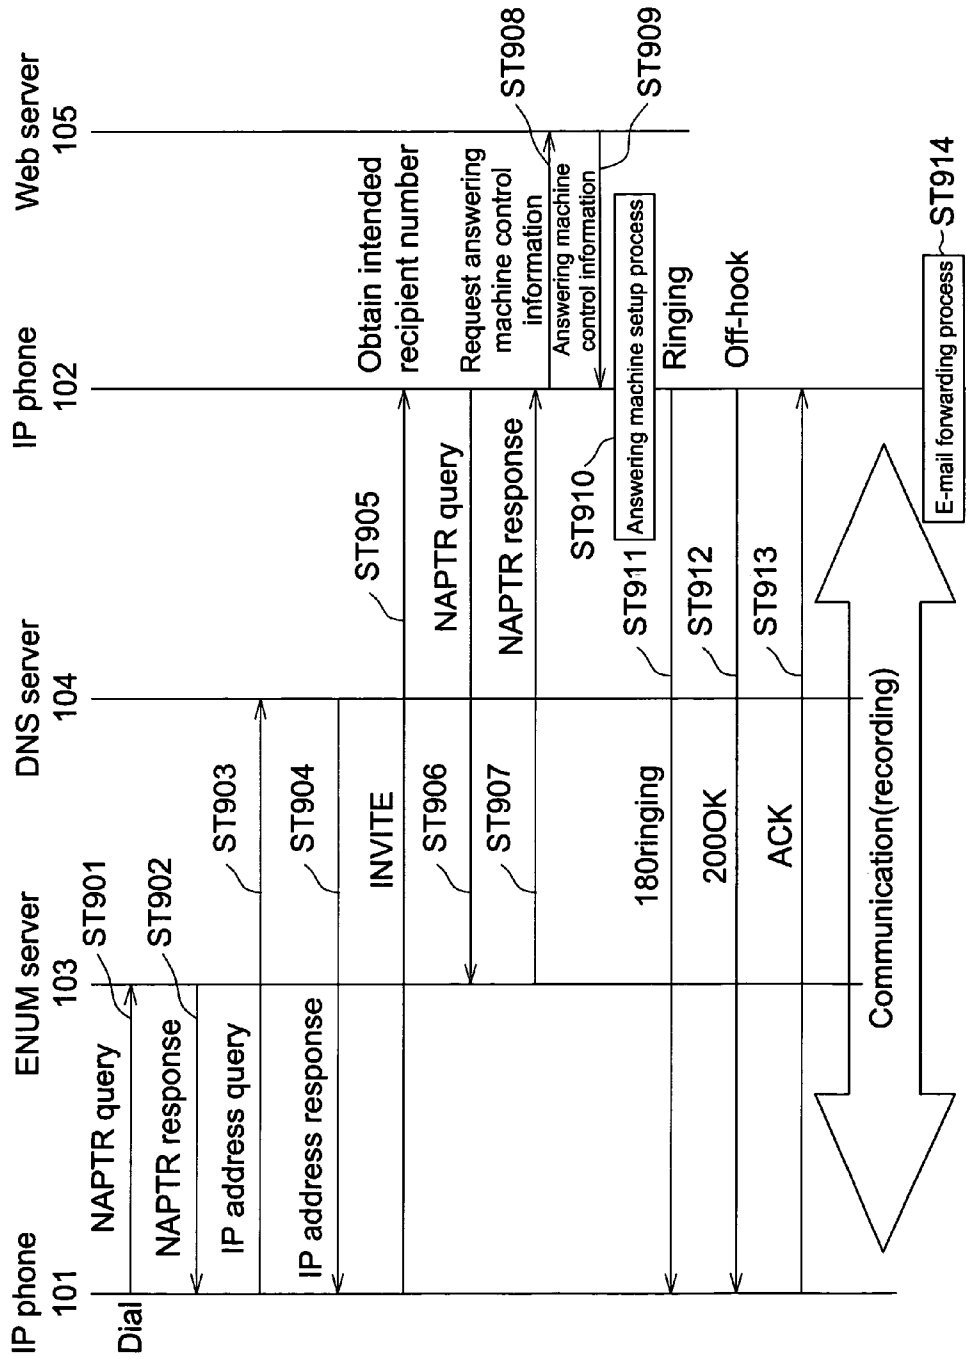 IP phone
101
ENUM server
103
DNS server
104
IP phone
102
Web server
105
Dial
NAPTR query
ST901
NAPTR response
ST902
IP address query
ST903
IP address response
ST904
INVITE
ST905
Obtain intended
recipient number
ST906
NAPTR query
ST907
NAPTR response
Request answering
machine control
information
ST908
Answering machine
control information
ST909
ST910
Answering machine setup process
180ringing
ST911
Ringing
200OK
ST912
Off-hook
ACK
ST913
Communication(recording)
E-mail forwarding process
ST914